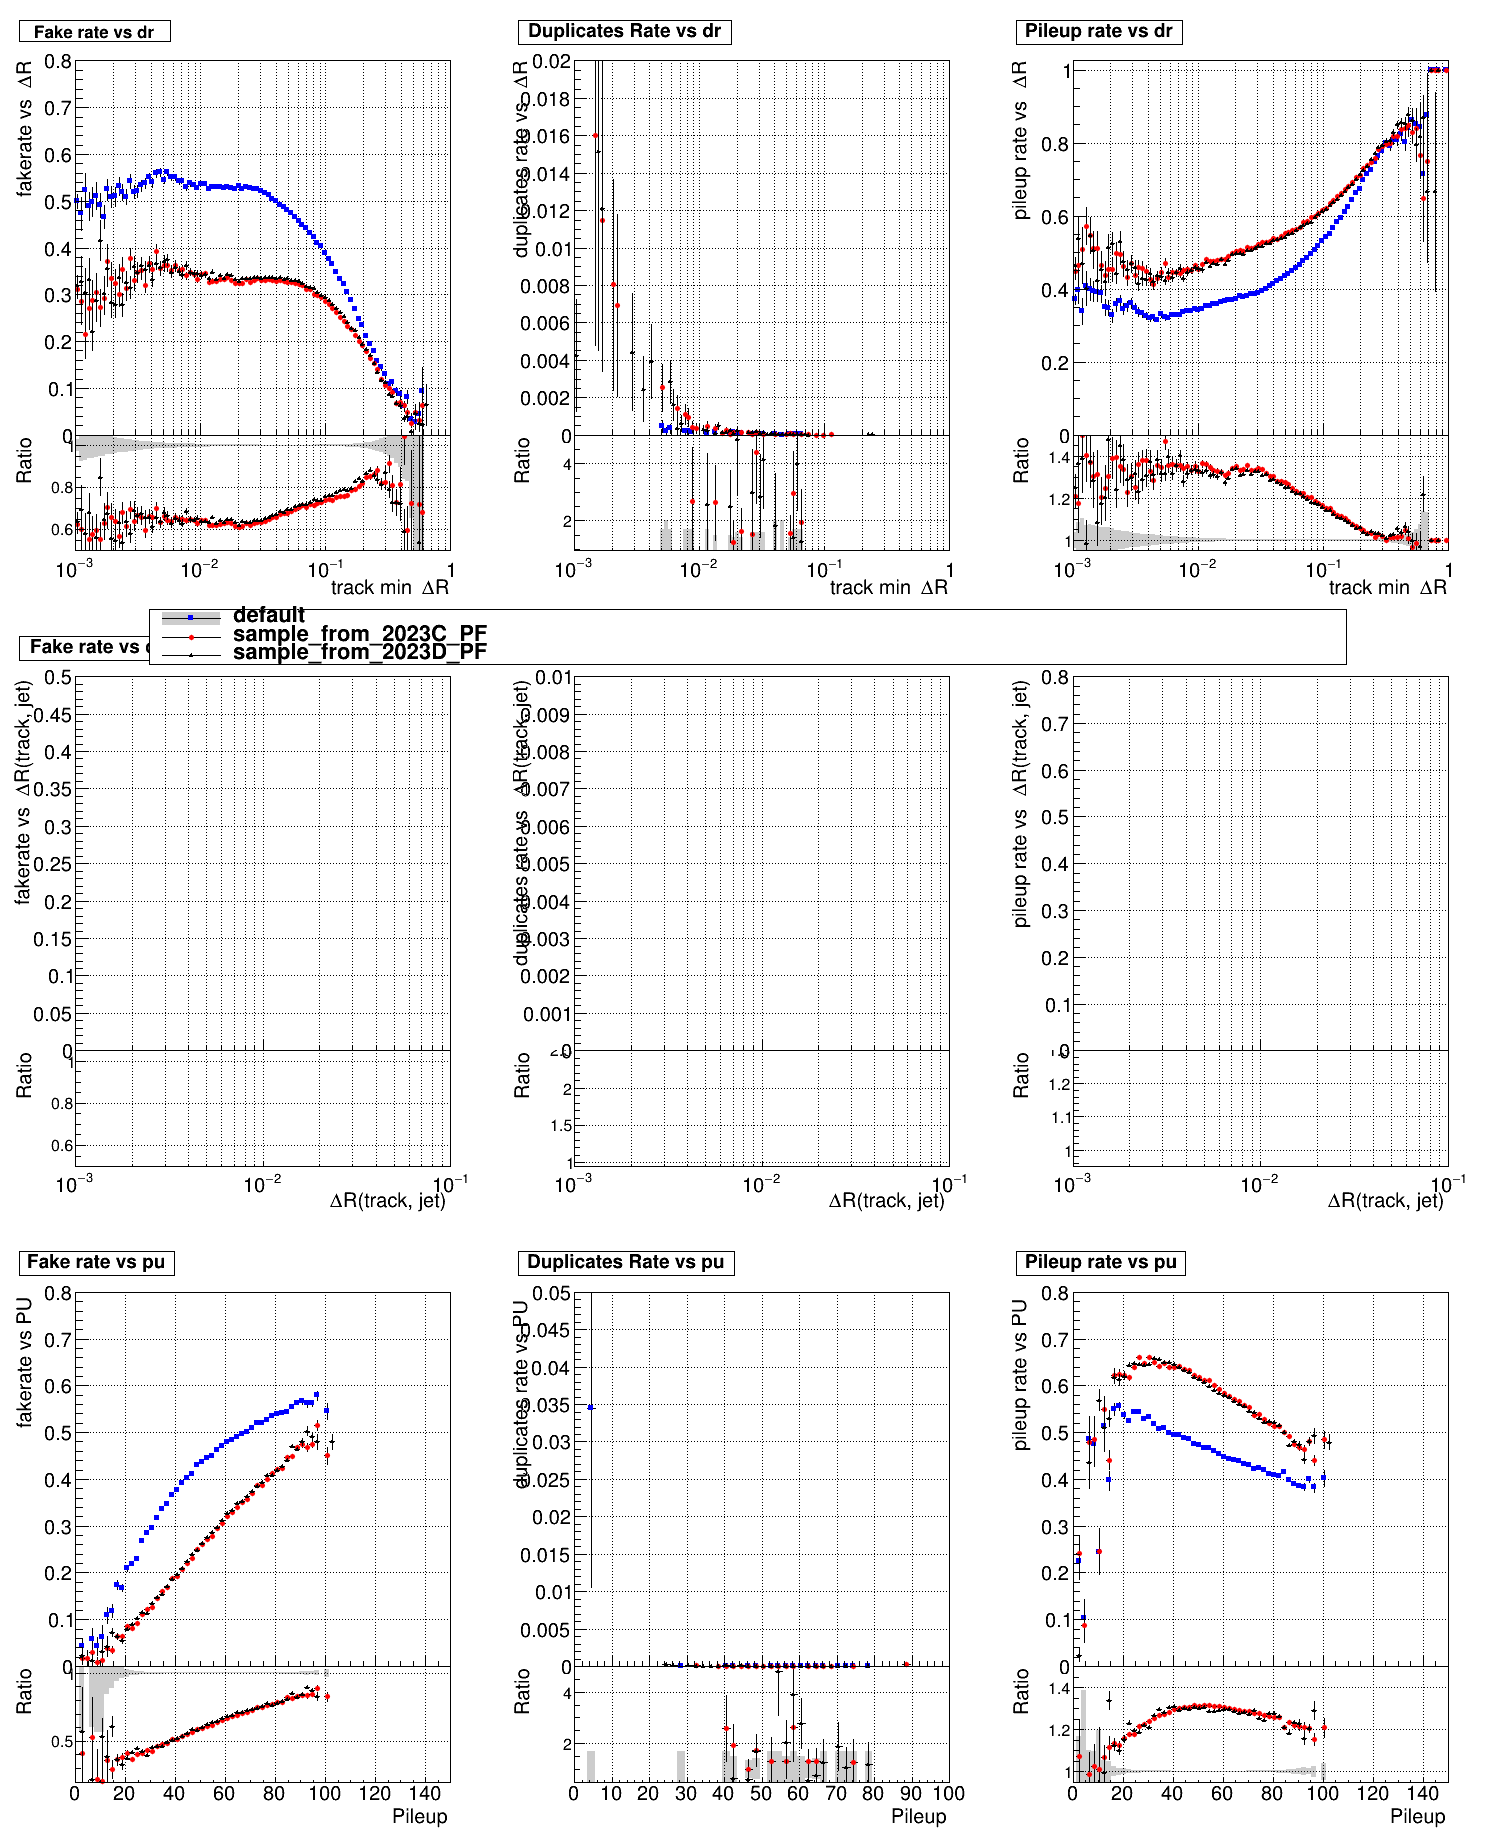 Fake rate vs dr
Duplicates Rate vs dr
Pileup rate vs dr
fakerate vs ΔR
0.8
0.7
0.6
0.5
0.4
0.3
0.2
0.1
0
Ratio
0.8
0.6
10⁻³ 10⁻² 10⁻¹ 1
track min ΔR
duplicates rate vs ΔR
0.02
0.018
0.016
0.014
0.012
0.01
0.008
0.006
0.004
0.002
0
Ratio
4
2
10⁻³ 10⁻² 10⁻¹ 1
track min ΔR
pileup rate vs ΔR
1
0.8
0.6
0.4
0.2
0
Ratio
1.4
1.2
1
10⁻³ 10⁻² 10⁻¹ 1
track min ΔR
default
sample_from_2023C_PF
sample_from_2023D_PF
Fake rate vs
fakerate vs ΔR(track, jet)
0.5
0.45
0.4
0.35
0.3
0.25
0.2
0.15
0.1
0.05
0
Ratio
1
0.8
0.6
10⁻³ 10⁻² 10⁻¹
ΔR(track, jet)
duplicates rate vs ΔR(track, jet)
0.01
0.009
0.008
0.007
0.006
0.005
0.004
0.003
0.002
0.001
0
Ratio
2
1.5
1
10⁻³ 10⁻² 10⁻¹
ΔR(track, jet)
pileup rate vs ΔR(track, jet)
0.8
0.7
0.6
0.5
0.4
0.3
0.2
0.1
0
Ratio
1.2
1.1
1
10⁻³ 10⁻² 10⁻¹
ΔR(track, jet)
Fake rate vs pu
Duplicates Rate vs pu
Pileup rate vs pu
fakerate vs PU
0.8
0.7
0.6
0.5
0.4
0.3
0.2
0.1
0
Ratio
0.5
0 20 40 60 80 100 120 140
Pileup
duplicates rate vs PU
0.05
0.045
0.04
0.035
0.03
0.025
0.02
0.015
0.01
0.005
0
Ratio
4
2
0 10 20 30 40 50 60 70 80 90 100
Pileup
pileup rate vs PU
0.8
0.7
0.6
0.5
0.4
0.3
0.2
0.1
0
Ratio
1.4
1.2
1
0 20 40 60 80 100 120 140
Pileup